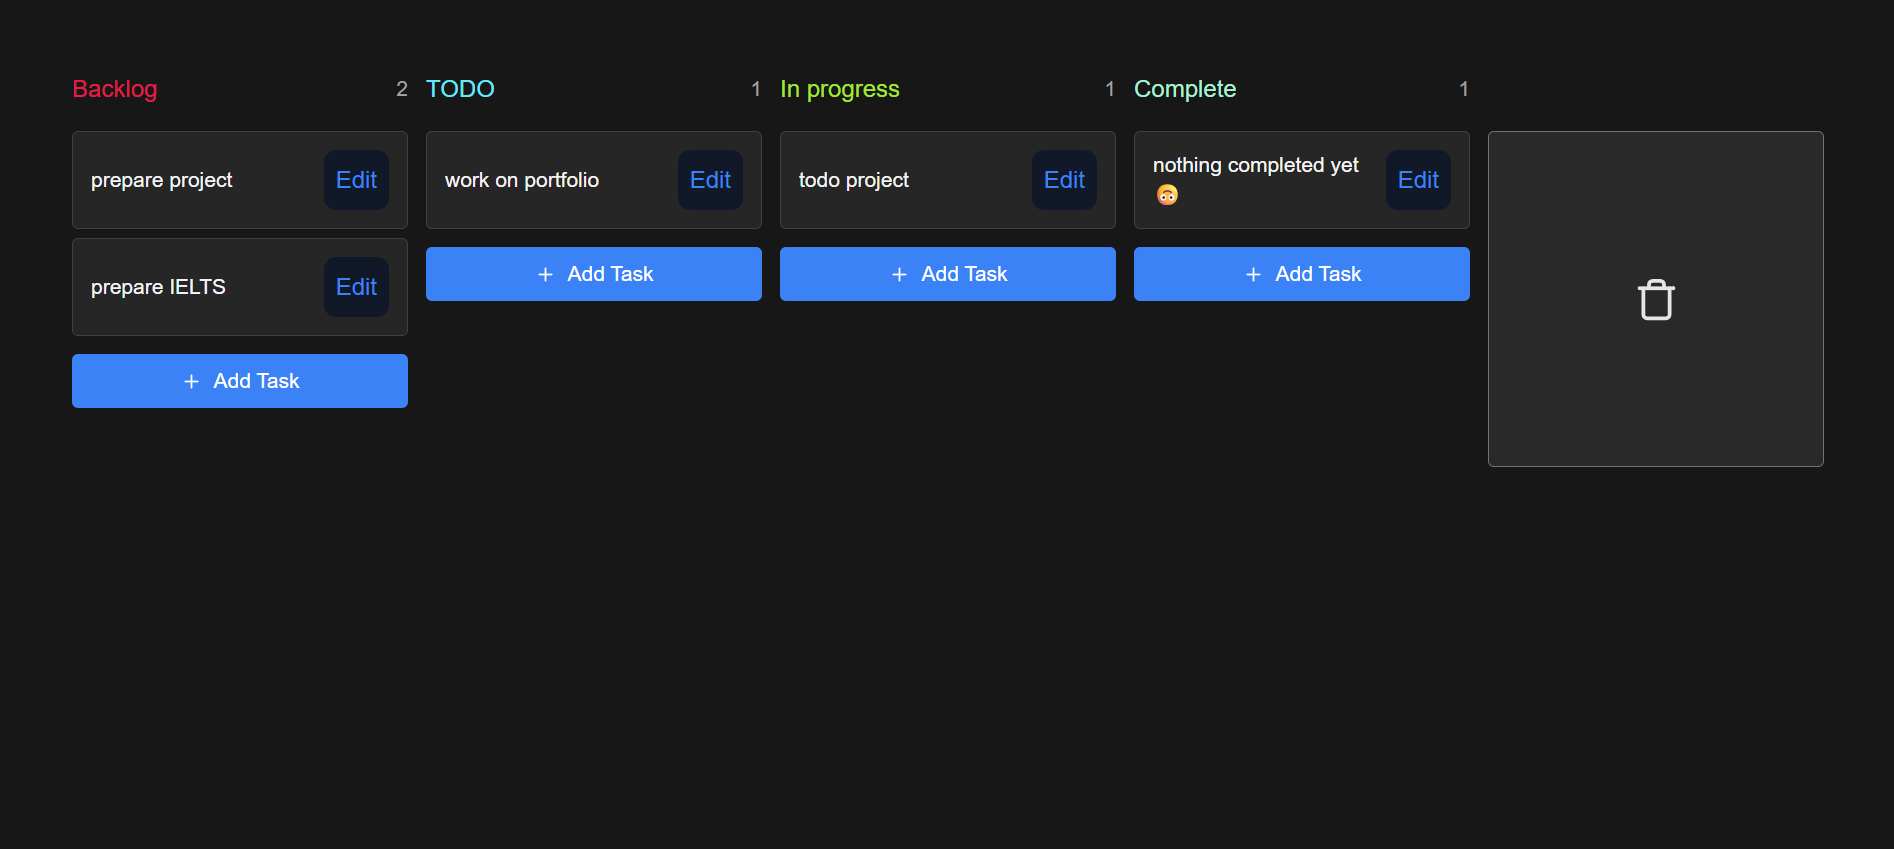 Backlog 2
prepare project Edit
prepare IELTS Edit
+ Add Task
TODO 1
work on portfolio Edit
+ Add Task
In progress 1
todo project Edit
+ Add Task
Complete 1
nothing completed yet
🙃 Edit
+ Add Task